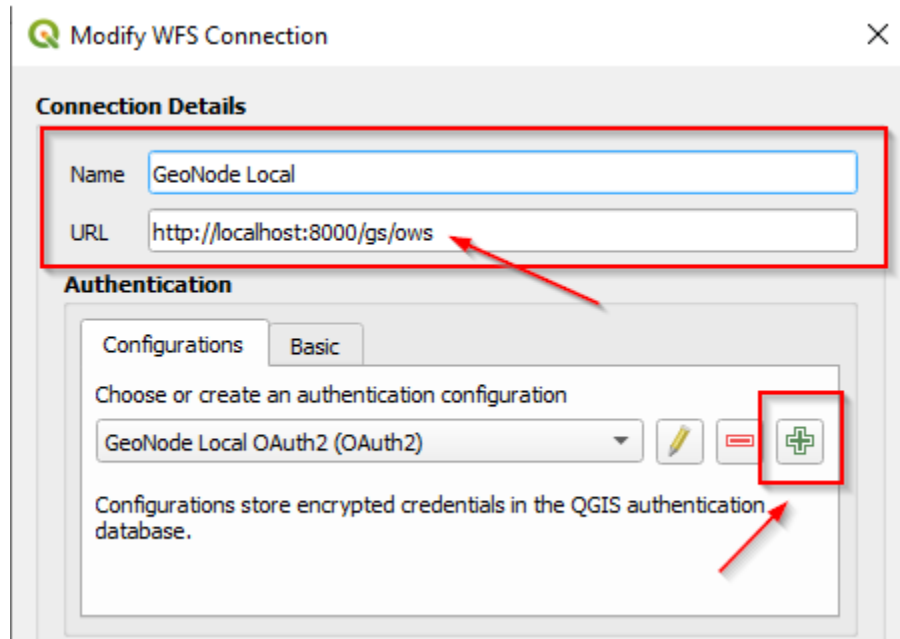 Modify WFS Connection
Connection Details
Name GeoNode Local
URL http://localhost:8000/gs/ows
Authentication
Configurations Basic
Choose or create an authentication configuration
GeoNode Local OAuth2 (OAuth2)
Configurations store encrypted credentials in the QGIS authentication
database.